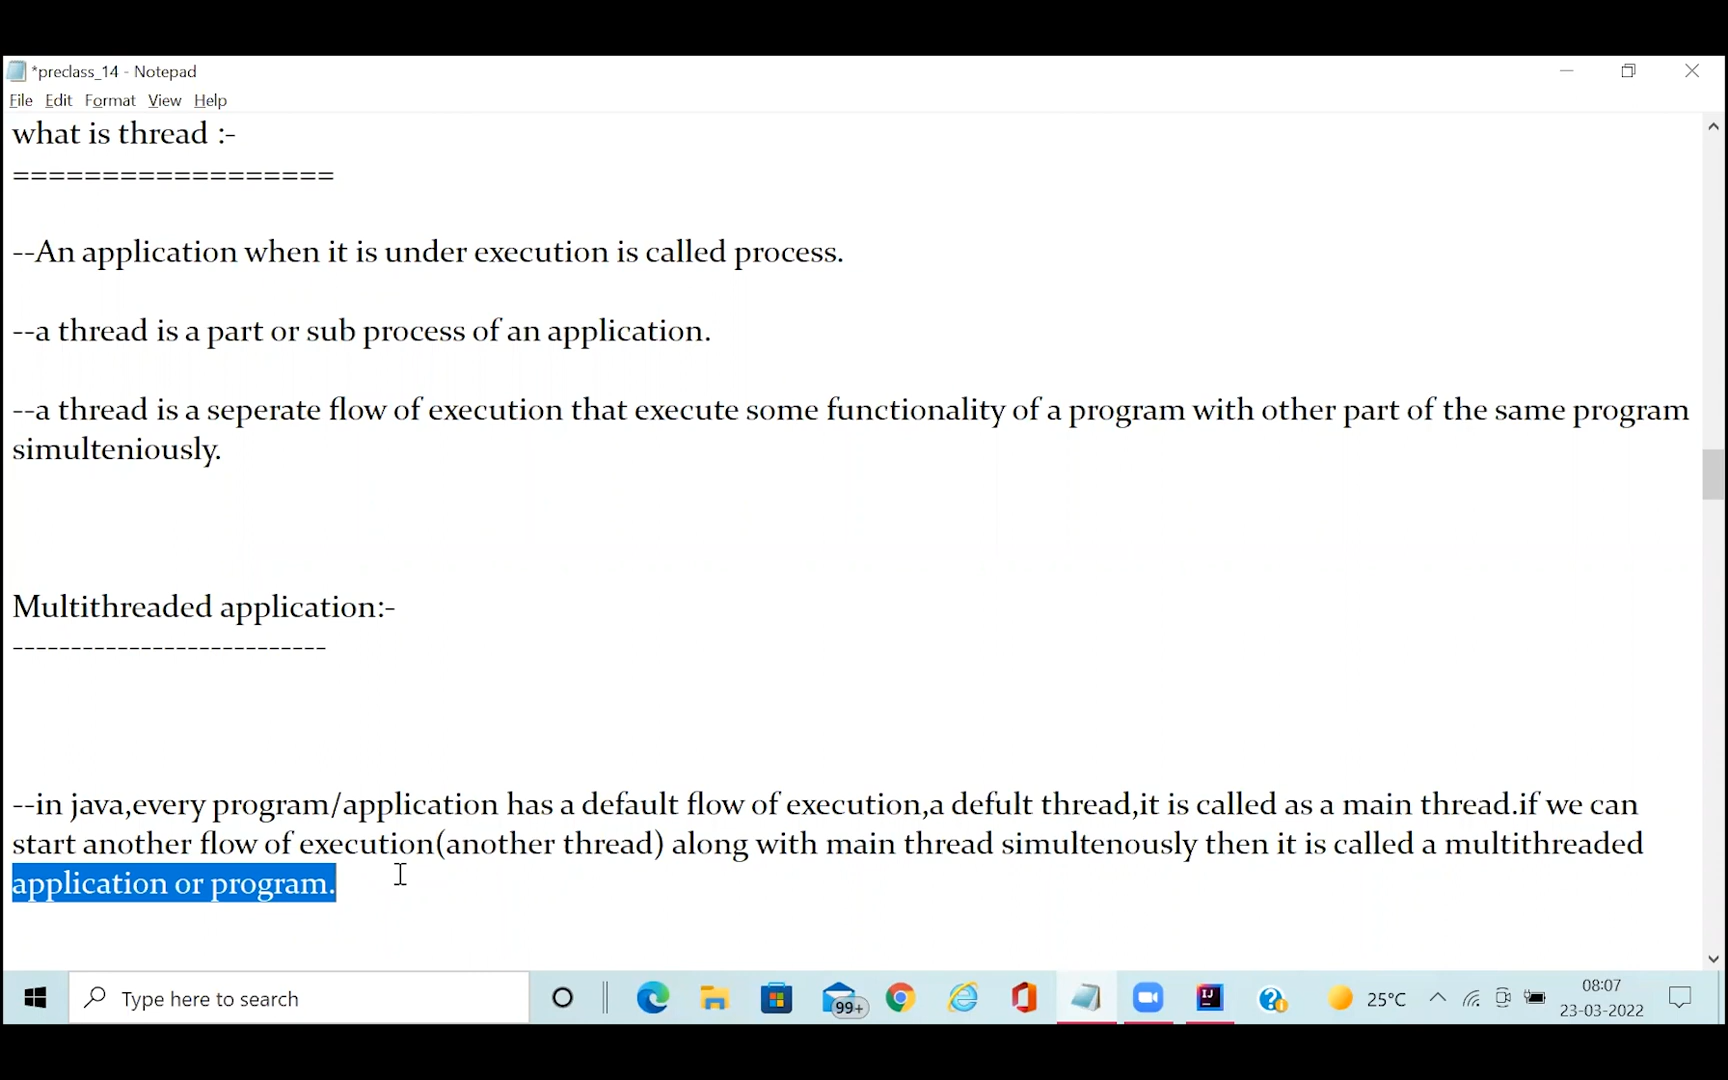 *preclass_14 - Notepad
File Edit Format View Help
what is thread :-
==================
--An application when it is under execution is called process.
--a thread is a part or sub process of an application.
--a thread is a seperate flow of execution that execute some functionality of a program with other part of the same program
simulteniously.
Multithreaded application:-
---------------------------
--in java,every program/application has a default flow of execution,a defult thread,it is called as a main thread.if we can
start another flow of execution(another thread) along with main thread simultenously then it is called a multithreaded
application or program.
Type here to search
99+
IJ
25°C
08:07
23-03-2022